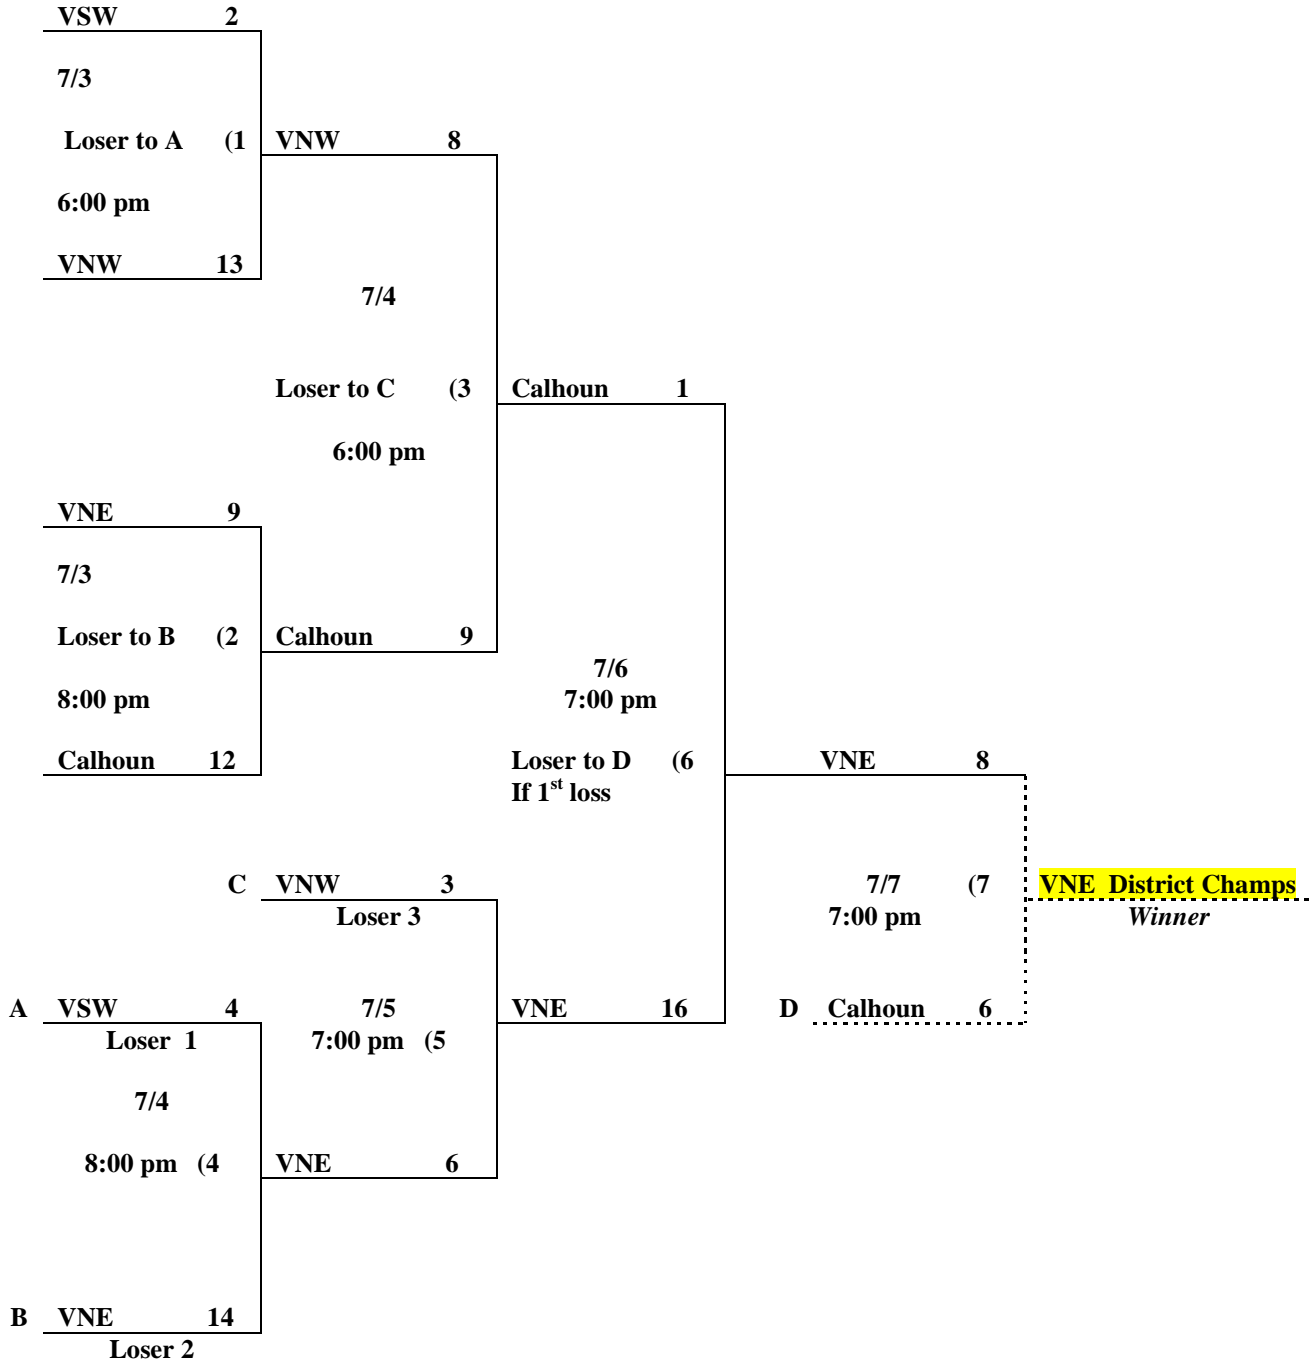 VSW 2
7/3
Loser to A (1
VNW 8
6:00 pm
VNW 13
7/4
Loser to C (3
Calhoun 1
6:00 pm
VNE 9
7/3
Loser to B (2
Calhoun 9
7/6
8:00 pm
7:00 pm
Calhoun 12
Loser to D (6
VNE 8
If 1st loss
C VNW 3
7/7 (7
VNE District Champs
Loser 3
7:00 pm
Winner
A VSW 4
7/5
VNE 16
D Calhoun 6
Loser 1
7:00 pm (5
7/4
8:00 pm (4
VNE 6
B VNE 14
Loser 2